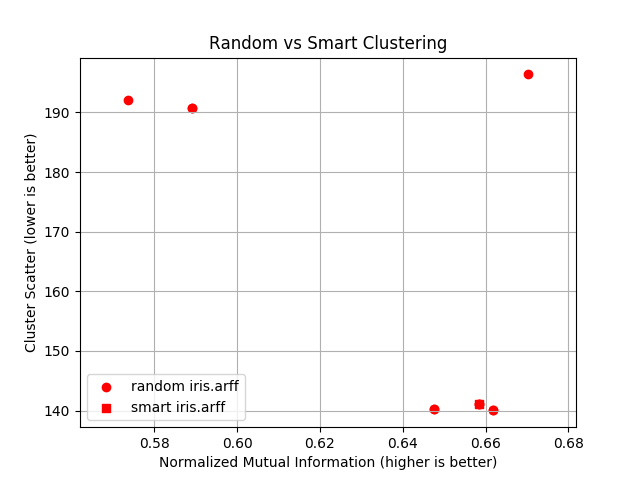 Random vs Smart Clustering
Cluster Scatter (lower is better)
190
180
170
160
150
140
random iris.arff
smart iris.arff
0.58 0.60 0.62 0.64 0.66 0.68
Normalized Mutual Information (higher is better)